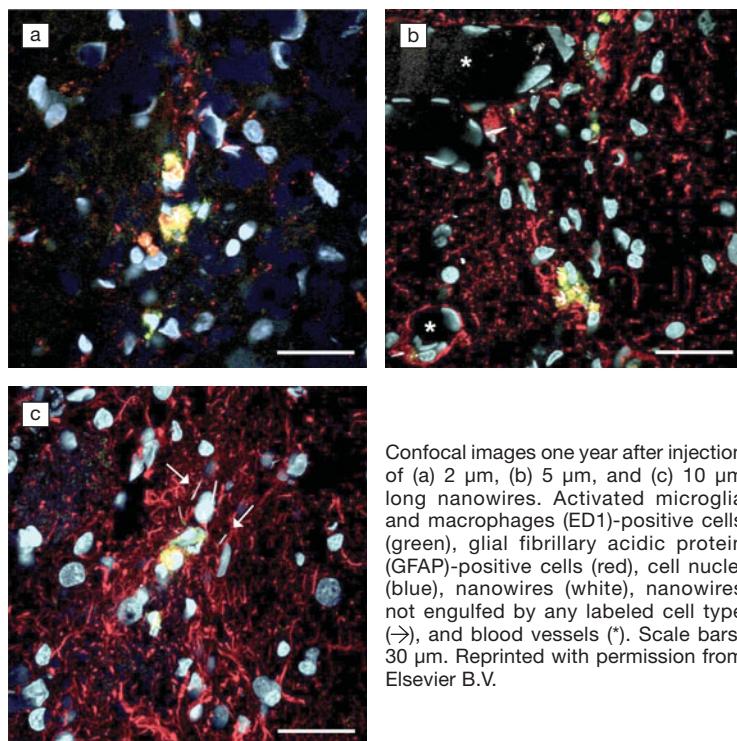 a
b
*
*
c
Confocal images one year after injection
of (a) 2 µm, (b) 5 µm, and (c) 10 µm
long nanowires. Activated microglia
and macrophages (ED1)-positive cells
(green), glial fibrillary acidic protein
(GFAP)-positive cells (red), cell nucle
(blue), nanowires (white), nanowires
not engulfed by any labeled cell type
(→), and blood vessels (*). Scale bars
30 µm. Reprinted with permission from
Elsevier B.V.